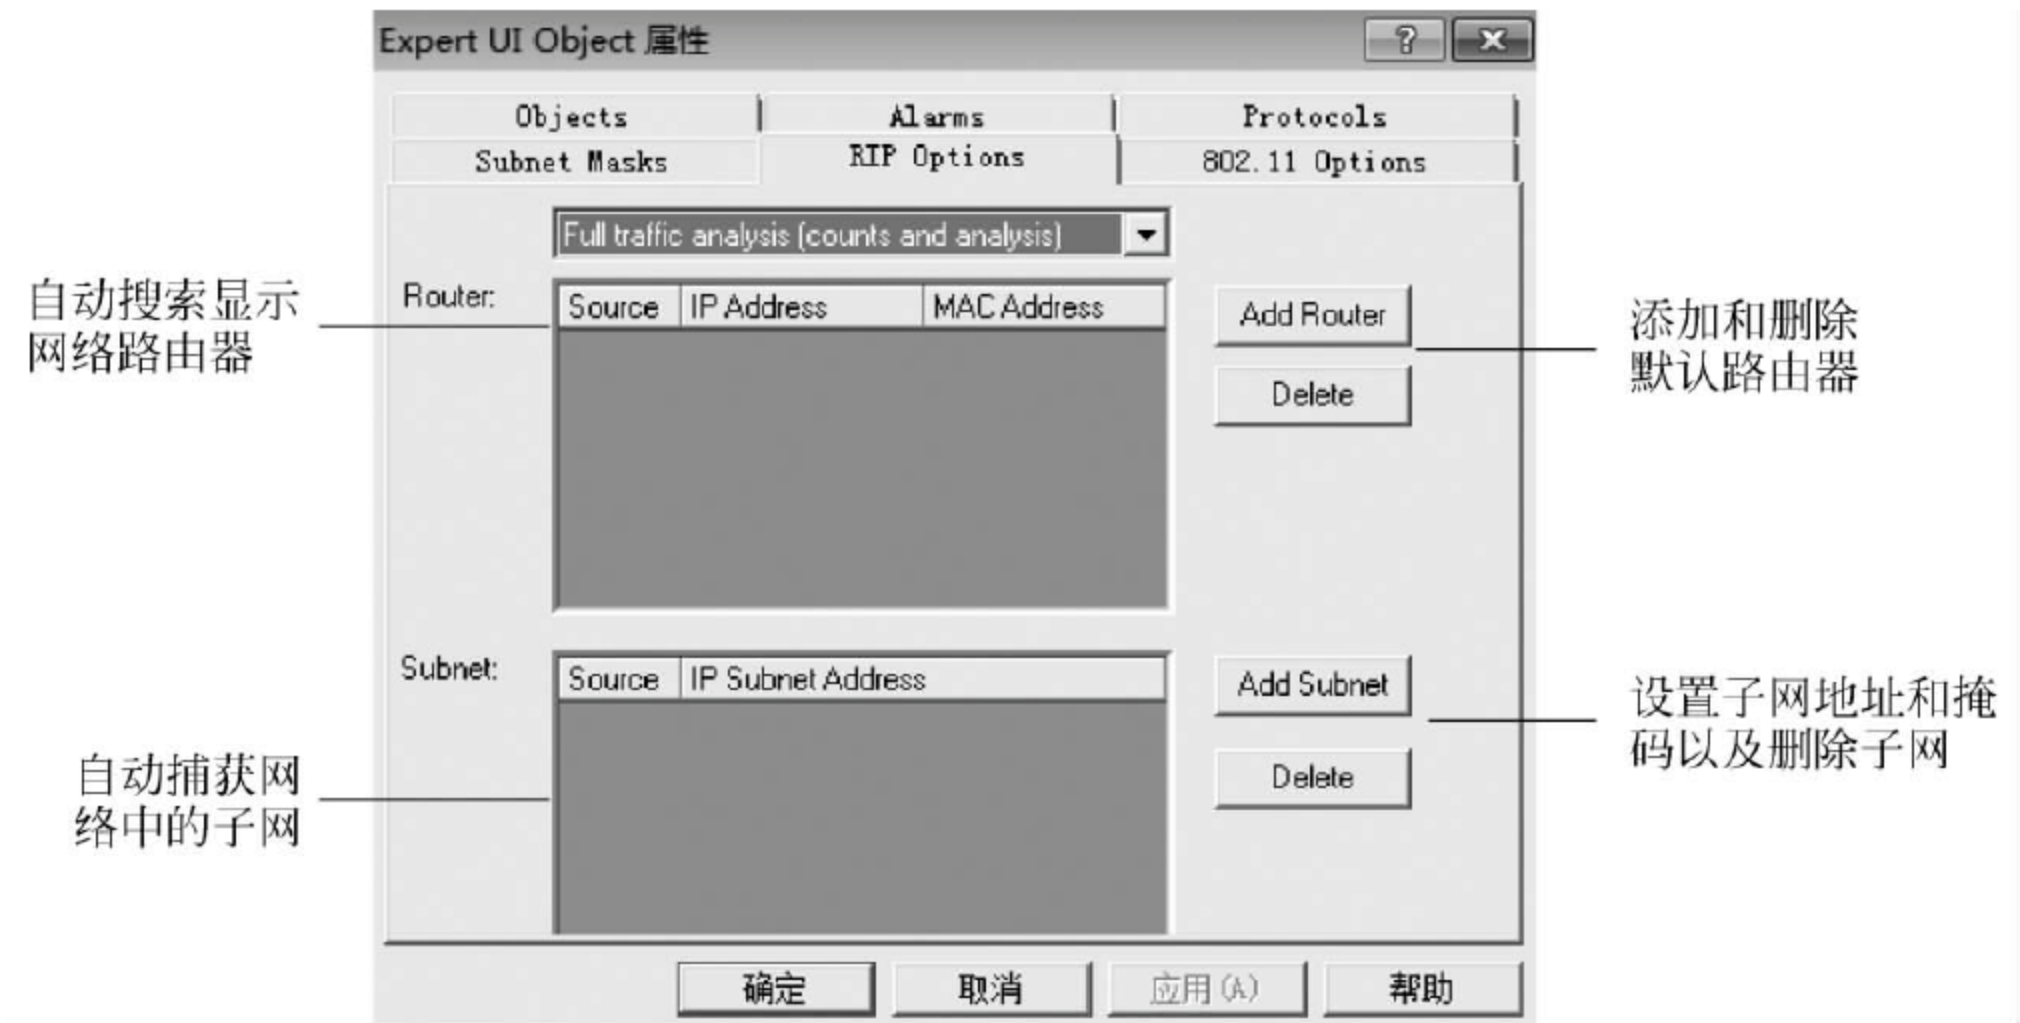 Expert UI Object 属性
Objects Alarms Protocols
Subnet Masks RIP Options 802.11 Options
Full traffic analysis (counts and analysis)
自动搜索显示
网络路由器
Router:
Source IP Address MAC Address
Add Router
Delete
添加和删除
默认路由器
Subnet:
Source IP Subnet Address
Add Subnet
Delete
设置子网地址和掩
码以及删除子网
自动捕获网
络中的子网
确定 取消 应用(A) 帮助